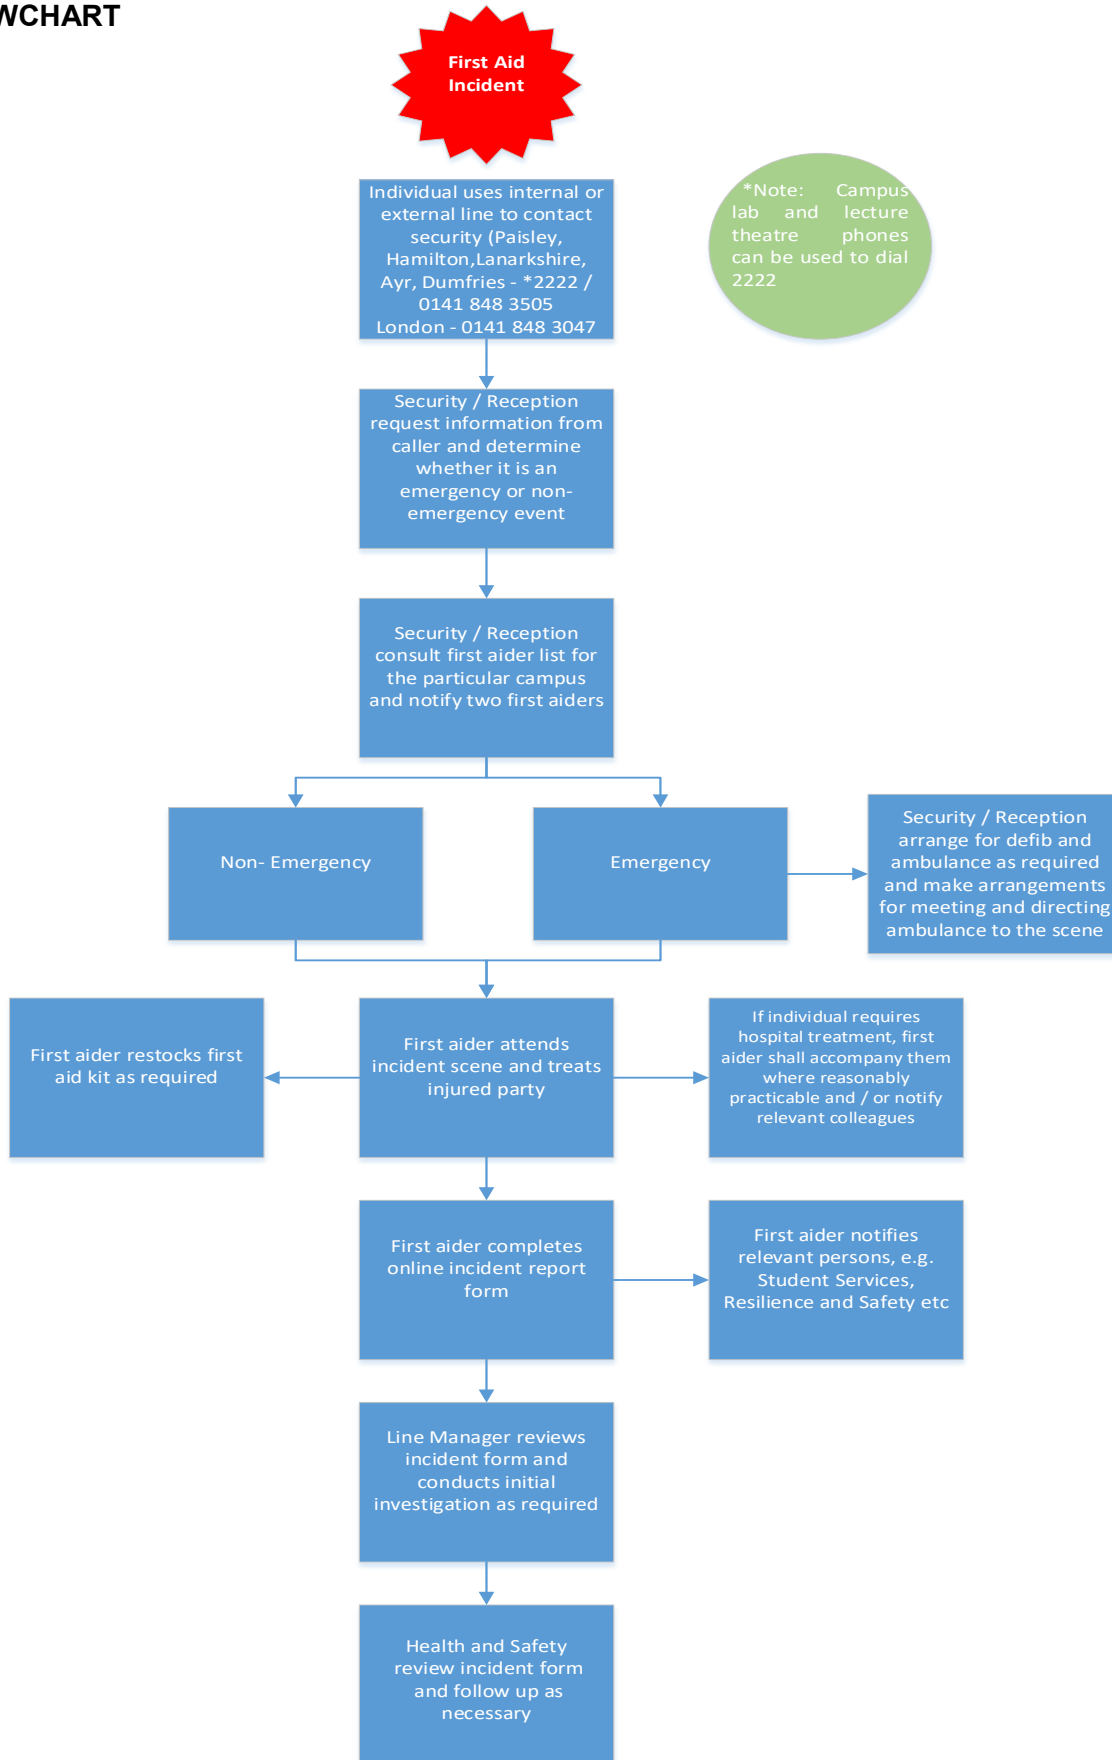 WCHART
First Aid
Incident
Individual uses internal or
external line to contact
security (Paisley,
Hamilton,Lanarkshire,
Ayr, Dumfries - *2222 /
0141 848 3505
London - 0141 848 3047
*Note: Campus
lab and lecture
theatre phones
can be used to dial
2222
Security / Reception
request information from
caller and determine
whether it is an
emergency or non-
emergency event
Security / Reception
consult first aider list for
the particular campus
and notify two first aiders
Non- Emergency
Emergency
Security / Reception
arrange for defib and
ambulance as required
and make arrangements
for meeting and directing
ambulance to the scene
First aider restocks first
aid kit as required
First aider attends
incident scene and treats
injured party
If individual requires
hospital treatment, first
aider shall accompany them
where reasonably
practicable and / or notify
relevant colleagues
First aider completes
online incident report
form
First aider notifies
relevant persons, e.g.
Student Services,
Resilience and Safety etc
Line Manager reviews
incident form and
conducts initial
investigation as required
Health and Safety
review incident form
and follow up as
necessary